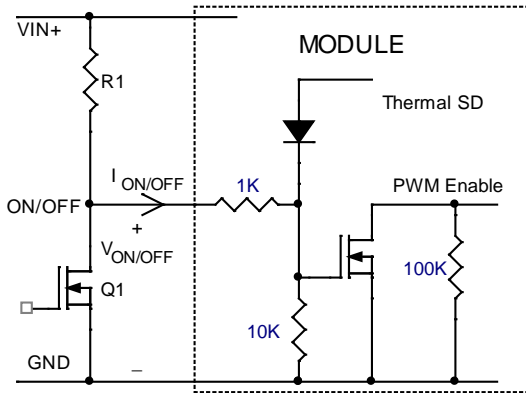 VIN+
MODULE
R1
Thermal SD
I ON/OFF
1K
PWM Enable
ON/OFF
+
V ON/OFF
Q1
100K
10K
GND
–